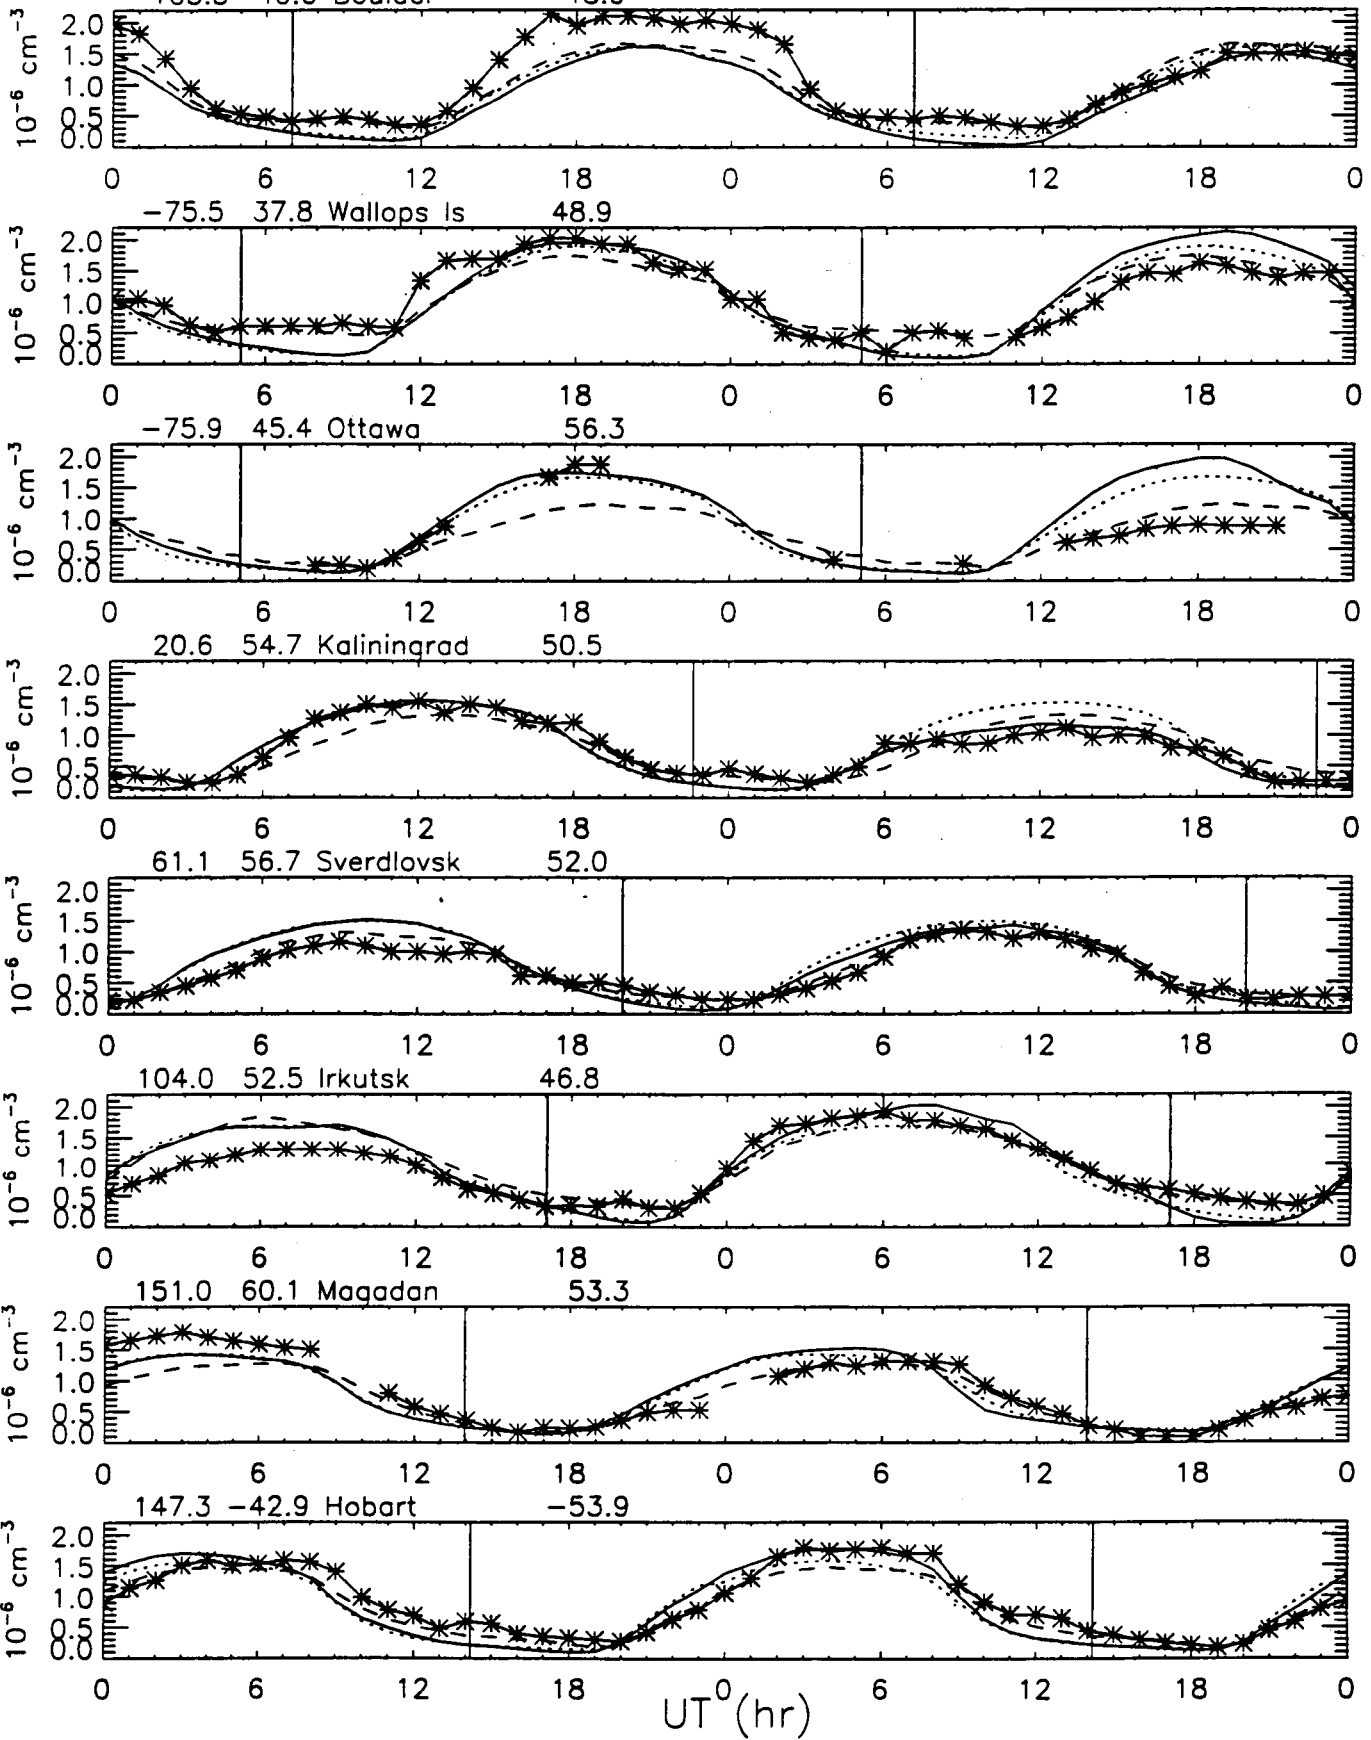 2.0
1.5
1.0
0.5
0.0
10⁻⁶ cm⁻³
0 6 12 18 0 6 12 18 0
−75.5 37.8 Wallops Is 48.9
2.0
1.5
1.0
0.5
0.0
10⁻⁶ cm⁻³
0 6 12 18 0 6 12 18 0
−75.9 45.4 Ottawa 56.3
2.0
1.5
1.0
0.5
0.0
10⁻⁶ cm⁻³
0 6 12 18 0 6 12 18 0
20.6 54.7 Kaliningrad 50.5
2.0
1.5
1.0
0.5
0.0
10⁻⁶ cm⁻³
0 6 12 18 0 6 12 18 0
61.1 56.7 Sverdlovsk 52.0
2.0
1.5
1.0
0.5
0.0
10⁻⁶ cm⁻³
0 6 12 18 0 6 12 18 0
104.0 52.5 Irkutsk 46.8
2.0
1.5
1.0
0.5
0.0
10⁻⁶ cm⁻³
0 6 12 18 0 6 12 18 0
151.0 60.1 Magadan 53.3
2.0
1.5
1.0
0.5
0.0
10⁻⁶ cm⁻³
0 6 12 18 0 6 12 18 0
147.3 −42.9 Hobart −53.9
2.0
1.5
1.0
0.5
0.0
10⁻⁶ cm⁻³
0 6 12 18 0 6 12 18 0
UT (hr)